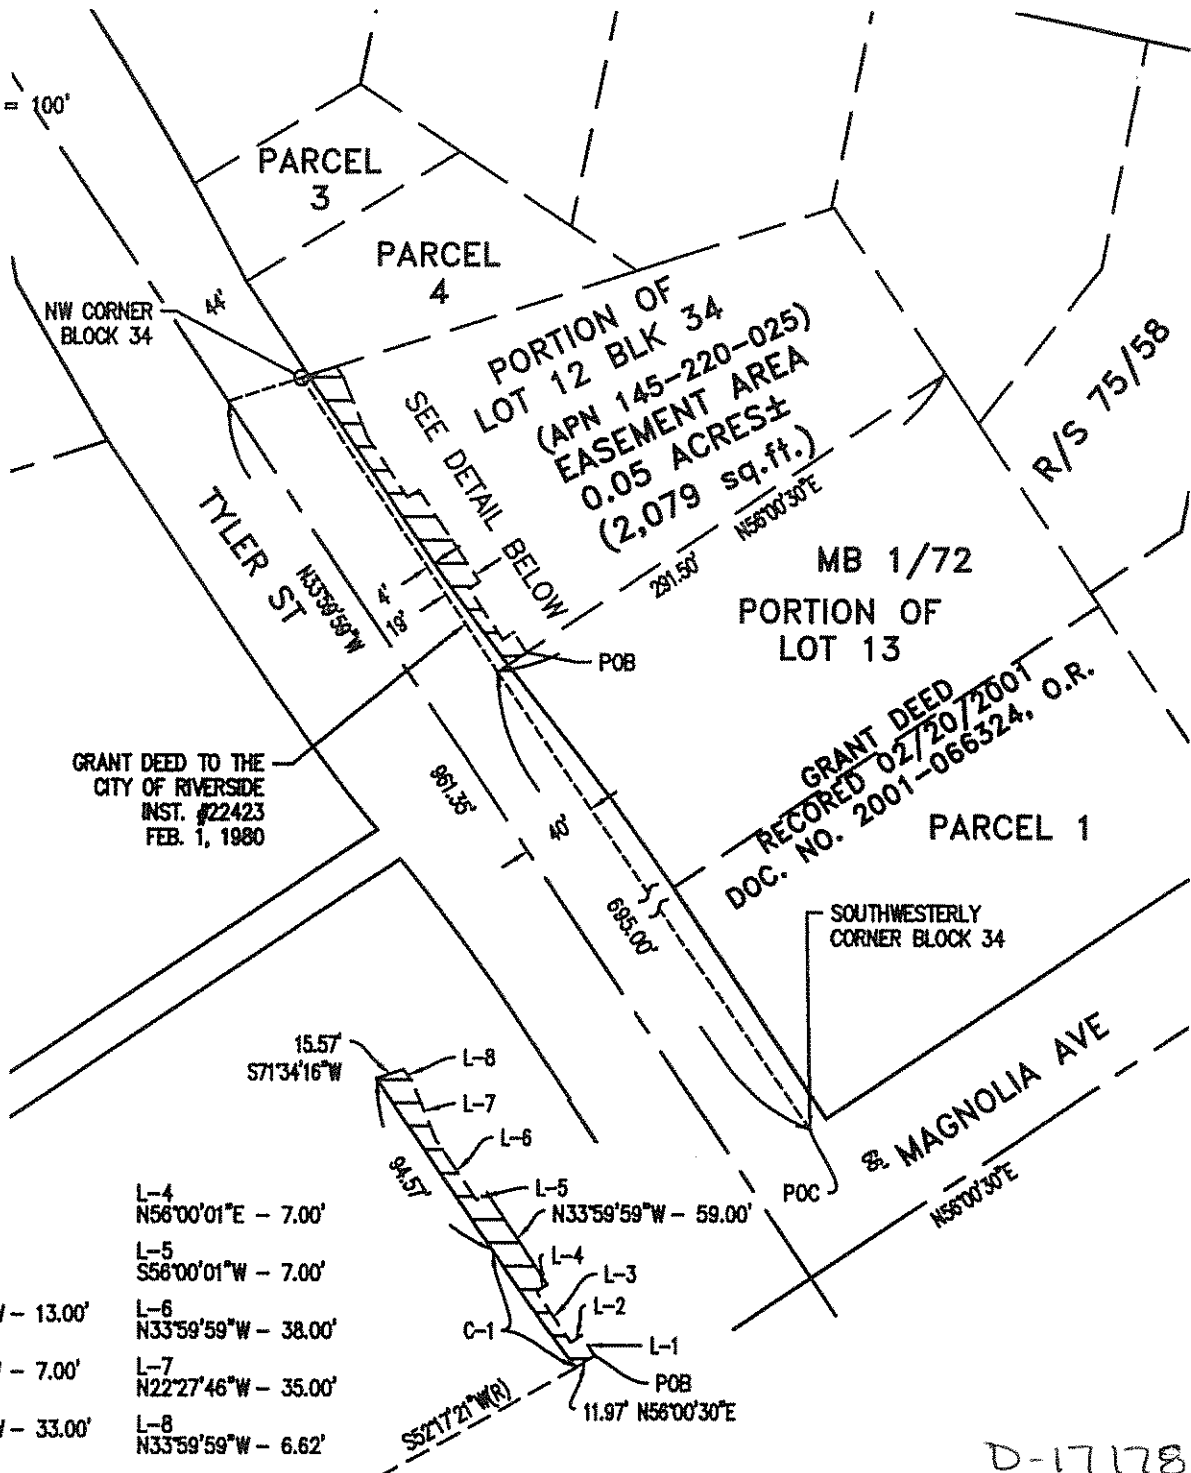 = 100'
PARCEL
3
PARCEL
4
NW CORNER
BLOCK 34
44'
PORTION OF
LOT 12 BLK 34
(APN 145-220-025)
EASEMENT AREA
0.05 ACRES±
(2,079 sq.ft.)
SEE DETAIL BELOW
R/S 75/58
TYLER ST
N33°59'59"W
4'
19'
291.50'
N56°00'30"E
MB 1/72
PORTION OF
LOT 13
POB
GRANT DEED TO THE
CITY OF RIVERSIDE
INST. #22423
FEB. 1, 1980
961.35'
40'
695.00'
GRANT DEED
RECORED 02/20/2001
DOC. NO. 2001-066324, O.R.
PARCEL 1
SOUTHWESTERLY
CORNER BLOCK 34
MAGNOLIA AVE
N56°00'30"E
POC
15.57'
S71°34'16"W
L-8
L-7
L-6
94.57'
L-5
N33°59'59"W - 59.00'
L-4
L-3
L-2
C-1
L-1
POB
11.97' N56°00'30"E
S52°17'21"W(R)
L-4
N56°00'01"E - 7.00'
L-5
S56°00'01"W - 7.00'
W - 13.00'
L-6
N33°59'59"W - 38.00'
- 7.00'
L-7
N22°27'46"W - 35.00'
W - 33.00'
L-8
N33°59'59"W - 6.62'
D-17178